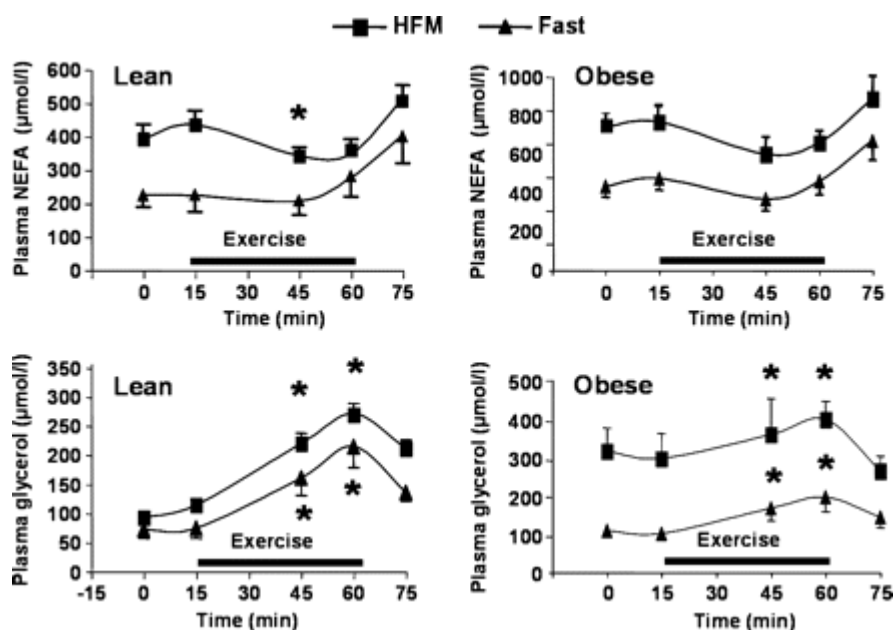 HFM Fast
Lean
Plasma NEFA (µmol/l)
600
500
400
300
200
100
0
*
Exercise
0 15 30 45 60 75
Time (min)
Obese
Plasma NEFA (µmol/l)
1000
800
600
400
200
0
Exercise
0 15 30 45 60 75
Time (min)
Lean
Plasma glycerol (µmol/l)
350
300
250
200
150
100
50
0
* *
* *
Exercise
-15 0 15 30 45 60 75
Time (min)
Obese
Plasma glycerol (µmol/l)
500
400
300
200
100
0
* *
* *
Exercise
0 15 30 45 60 75
Time (min)